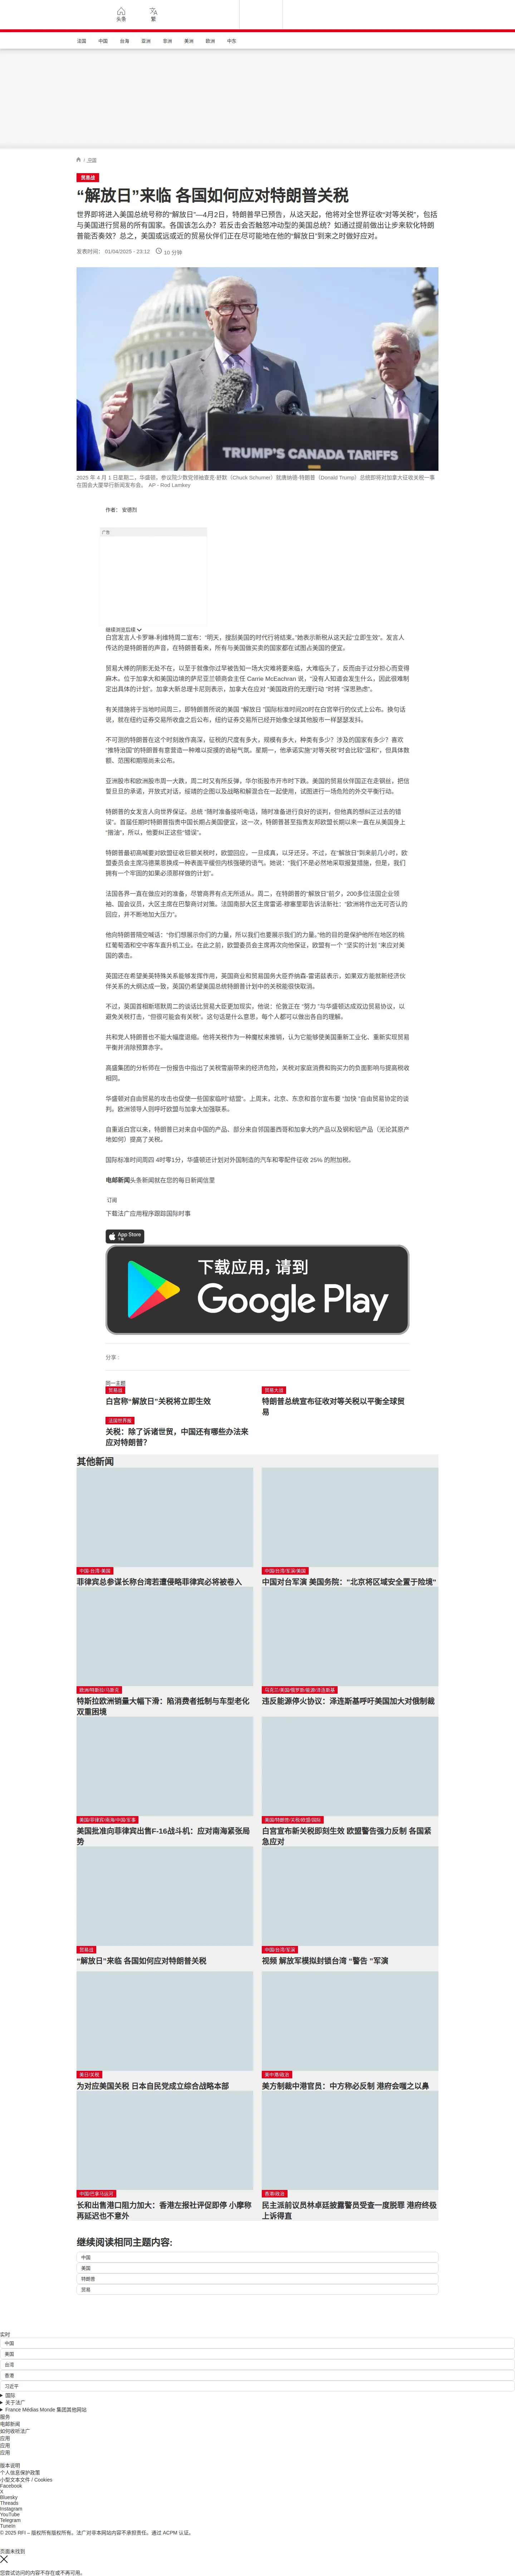 头条
繁
法国
中国
台海
亚洲
非洲
美洲
欧洲
中东
/ 中国
贸易战
“解放日”来临 各国如何应对特朗普关税
世界即将进入美国总统号称的“解放日”—4月2日，特朗普早已预告，从这天起，他将对全世界征收“对等关税”，包括与美国进行贸易的所有国家。各国该怎么办？若反击会否触怒冲动型的美国总统？如通过提前做出让步来软化特朗普能否奏效？总之，美国或远或近的贸易伙伴们正在尽可能地在他的“解放日”到来之时做好应对。
发表时间： 01/04/2025 - 23:12
10 分钟
TRUMP'S CANADA TARIFFS
2025 年 4 月 1 日星期二，华盛顿，参议院少数党领袖查克·舒默（Chuck Schumer）就唐纳德·特朗普（Donald Trump）总统即将对加拿大征收关税一事在国会大厦举行新闻发布会。 AP - Rod Lamkey
作者： 安德烈
广告
继续浏览后续
白宫发言人卡罗琳·利维特周二宣布：“明天，搜刮美国的时代行将结束。”她表示新税从这天起“立即生效”。发言人传达的是特朗普的声音，在特朗普看来，所有与美国做买卖的国家都在试图占美国的便宜。
贸易大棒的阴影无处不在，以至于就像你过早被告知一场大灾难将要来临，大难临头了，反而由于过分担心而变得麻木。位于加拿大和美国边境的萨尼亚兰顿商会主任 Carrie McEachran 说，“没有人知道会发生什么，因此很难制定出具体的计划”。加拿大新总理卡尼则表示，加拿大在应对 “美国政府的无理行动 ”时将 “深思熟虑”。
有关措施将于当地时间周三，即特朗普所说的美国 “解放日 ”国际标准时间20时在白宫举行的仪式上公布。换句话说，就在纽约证券交易所收盘之后公布，纽约证券交易所已经开始像全球其他股市一样瑟瑟发抖。
不可测的特朗普在这个时刻故作高深，征税的尺度有多大，规模有多大，种类有多少？涉及的国家有多少？喜欢“推特治国”的特朗普有意营造一种难以捉摸的诡秘气氛。星期一，他承诺实施“对等关税”时会比较“温和”，但具体数额、范围和期限尚未公布。
亚洲股市和欧洲股市周一大跌，周二时又有所反弹，华尔街股市开市时下跌。美国的贸易伙伴国正在走钢丝，把信誓旦旦的承诺，开放式对话，绥靖的企图以及战略和解混合在一起使用，试图进行一场危险的外交平衡行动。
特朗普的女发言人向世界保证，总统 “随时准备接听电话，随时准备进行良好的谈判，但他真的想纠正过去的错误”。首届任期时特朗普指责中国长期占美国便宜，这一次，特朗普甚至指责友邦欧盟长期以来一直在从美国身上 “揩油”，所以，他要纠正这些“错误”。
特朗普最初高喊要对欧盟征收巨额关税时，欧盟回应，一旦成真，以牙还牙。不过，在“解放日”到来前几小时，欧盟委员会主席冯德莱恩换成一种表面平缓但内核强硬的语气。她说：“我们不是必然地采取报复措施，但是，我们拥有一个牢固的如果必须那样做的计划”。
法国各界一直在做应对的准备，尽管商界有点无所适从。周二，在特朗普的“解放日”前夕，200多位法国企业领袖、国会议员，大区主席在巴黎商讨对策。法国南部大区主席雷诺·穆塞里耶告诉法新社：“欧洲将作出无可否认的回应，并不断地加大压力”。
他向特朗普隔空喊话：“你们想展示你们的力量，所以我们也要展示我们的力量。”他的目的是保护他所在地区的桃红葡萄酒和空中客车直升机工业。在此之前，欧盟委员会主席再次向他保证，欧盟有一个 “坚实的计划 ”来应对美国的袭击。
英国还在希望英美特殊关系能够发挥作用，英国商业和贸易国务大臣乔纳森·雷诺兹表示，如果双方能就新经济伙伴关系的大纲达成一致，英国仍希望美国总统特朗普计划中的关税能很快取消。
不过，英国首相斯塔默周二的谈话比贸易大臣更加现实，他说：伦敦正在 “努力 ”与华盛顿达成双边贸易协议，以避免关税打击，“但很可能会有关税”。这句话是什么意思，每个人都可以做出各自的理解。
共和党人特朗普也不能大幅度退缩。他将关税作为一种魔杖来推销，认为它能够使美国重新工业化、重新实现贸易平衡并消除预算赤字。
高盛集团的分析师在一份报告中指出了关税雪崩带来的经济危险，关税对家庭消费和购买力的负面影响与提高税收相同。
华盛顿对自由贸易的攻击也促使一些国家临时“结盟”。上周末，北京、东京和首尔宣布要 “加快 ”自由贸易协定的谈判。欧洲领导人则呼吁欧盟与加拿大加强联系。
自重返白宫以来，特朗普已对来自中国的产品、部分来自邻国墨西哥和加拿大的产品以及钢和铝产品（无论其原产地如何）提高了关税。
国际标准时间周四 4时零1分，华盛顿还计划对外国制造的汽车和零配件征收 25% 的附加税。
电邮新闻头条新闻就在您的每日新闻信里
订阅
下载法广应用程序跟踪国际时事
App Store 下载
下载应用，请到
Google Play
分享 :
同一主题
贸易战
白宫称“解放日”关税将立即生效
贸易大战
特朗普总统宣布征收对等关税以平衡全球贸易
法国世界报
关税：除了诉诸世贸，中国还有哪些办法来应对特朗普？
其他新闻
中国·台湾·美国
菲律宾总参谋长称台湾若遭侵略菲律宾必将被卷入
中国/台湾/军演/美国
中国对台军演 美国务院："北京将区域安全置于险境"
欧洲/特斯拉/马斯克
特斯拉欧洲销量大幅下滑：陷消费者抵制与车型老化双重困境
乌克兰/美国/俄罗斯/能源/泽连斯基
违反能源停火协议：泽连斯基呼吁美国加大对俄制裁
美国/菲律宾/南海/中国/军事
美国批准向菲律宾出售F-16战斗机：应对南海紧张局势
美国/特朗普/关税/欧盟/国际
白宫宣布新关税即刻生效 欧盟警告强力反制 各国紧急应对
贸易战
“解放日”来临 各国如何应对特朗普关税
中国/台湾/军演
视频 解放军模拟封锁台湾 “警告 ”军演
美日/关税
为对应美国关税 日本自民党成立综合战略本部
美中港/政治
美方制裁中港官员：中方称必反制 港府会嗤之以鼻
中国/巴拿马运河
长和出售港口阻力加大：香港左报社评促即停 小摩称再延迟也不意外
香港/政治
民主派前议员林卓廷披露警员受查一度脱罪 港府终极上诉得直
继续阅读相同主题内容:
中国
美国
特朗普
贸易
实时
中国
美国
台湾
香港
习近平
国际
关于法广
France Médias Monde 集团其他网站
服务
电邮新闻
如何收听法广
应用
应用
应用
版本说明
个人信息保护政策
小型文本文件 / Cookies
Facebook
X
Bluesky
Threads
Instagram
YouTube
Telegram
TuneIn
© 2025 RFI – 版权所有版权所有。法广对非本网站内容不承担责任。通过 ACPM 认证。
页面未找到
您尝试访问的内容不存在或不再可用。